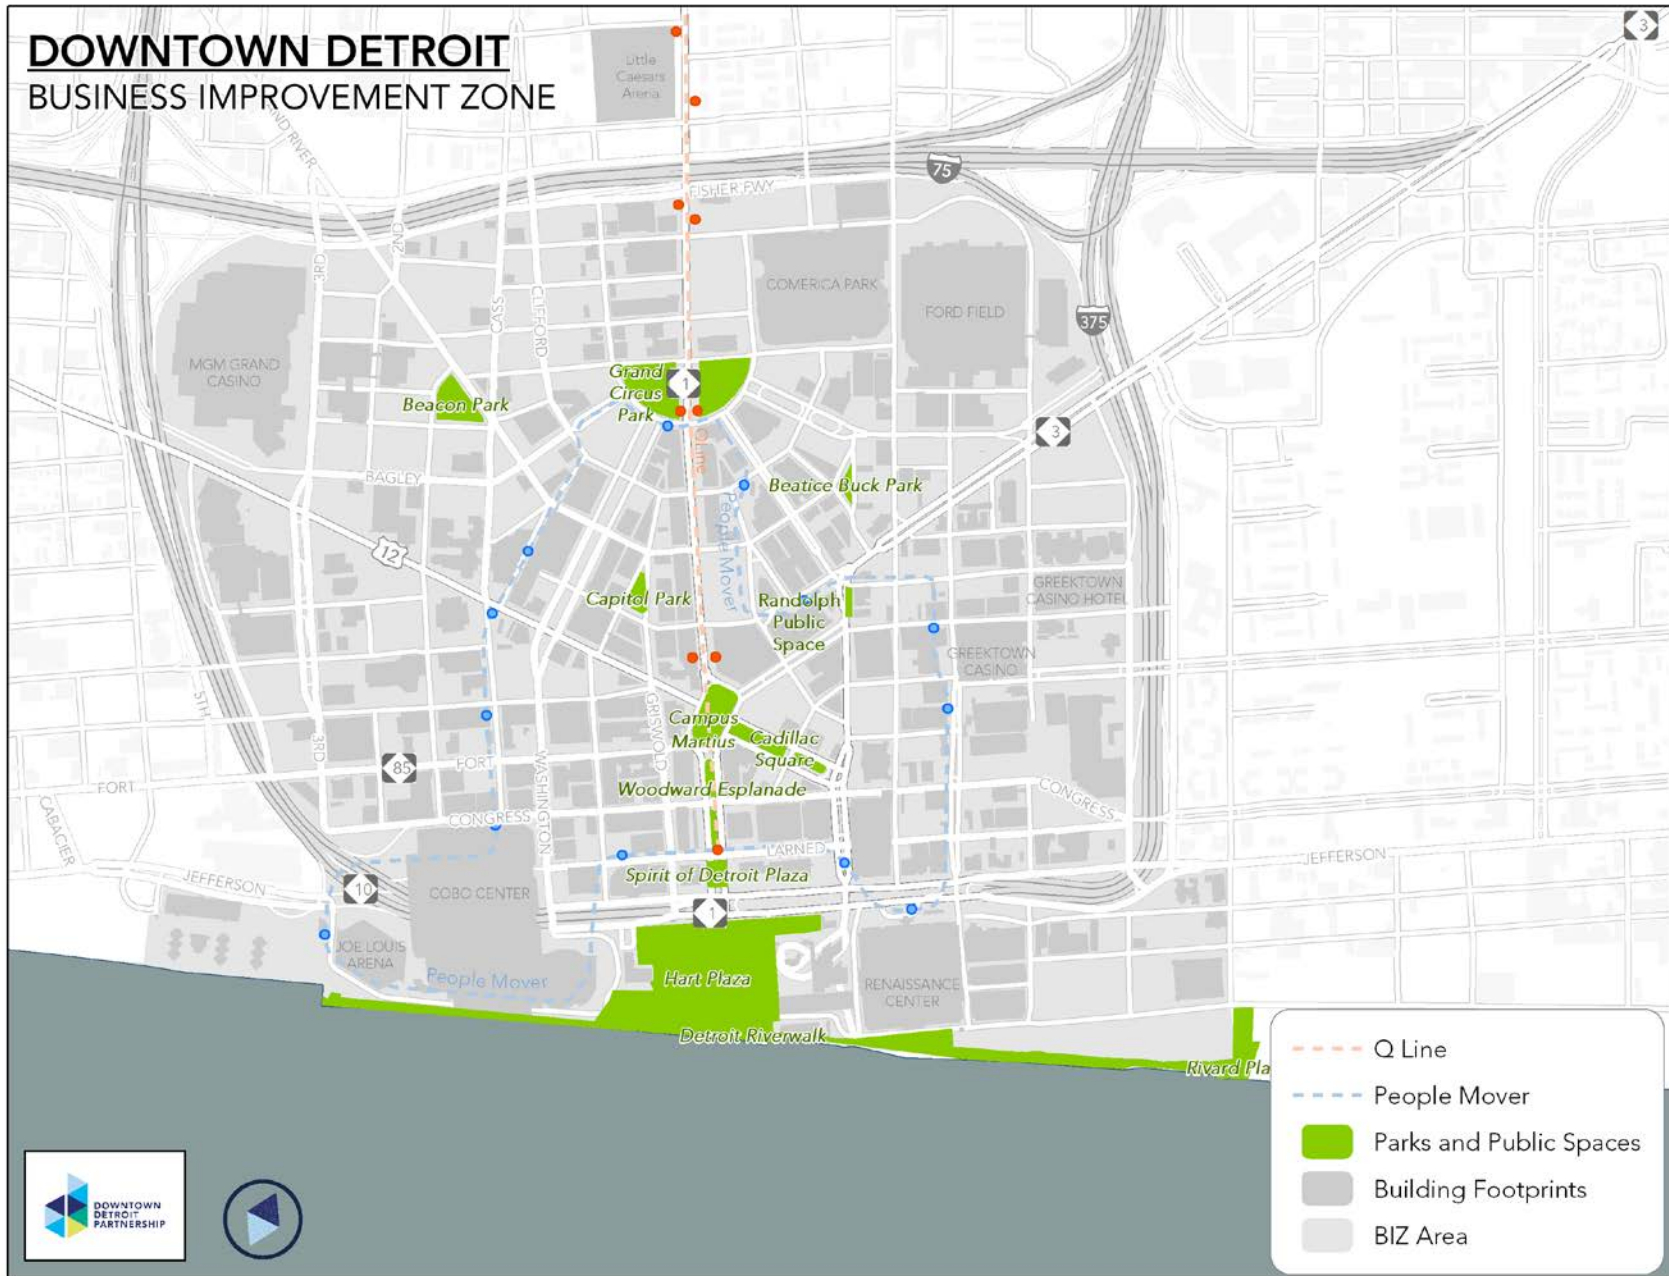 DOWNTOWN DETROIT
BUSINESS IMPROVEMENT ZONE
3
Little
Caesars
Arena
RIVER
75
FISHER FWY
2ND
3RD
CASS
CLIFFORD
COMERICA PARK
FORD FIELD
375
MGM GRAND
CASINO
Grand
Circus
Park
1
Beacon Park
3
Q Line
BAGLEY
Beatice Buck Park
People Mover
12
Capitol Park
Randolph
Public
Space
GREEKTOWN
CASINO HOTEL
GREEKTOWN
CASINO
5TH
3RD
GRISWOLD
WASHINGTON
Campus
Martius
Cadillac
Square
85
FORT
FORT
Woodward Esplanade
CONGRESS
CONGRESS
CABACIER
LARNED
JEFFERSON
JEFFERSON
10
COBO CENTER
Spirit of Detroit Plaza
1
JOE LOUIS
ARENA
People Mover
Hart Plaza
RENAISSANCE
CENTER
Detroit Riverwalk
Rivard Pla
Q Line
People Mover
Parks and Public Spaces
Building Footprints
BIZ Area
DOWNTOWN
DETROIT
PARTNERSHIP